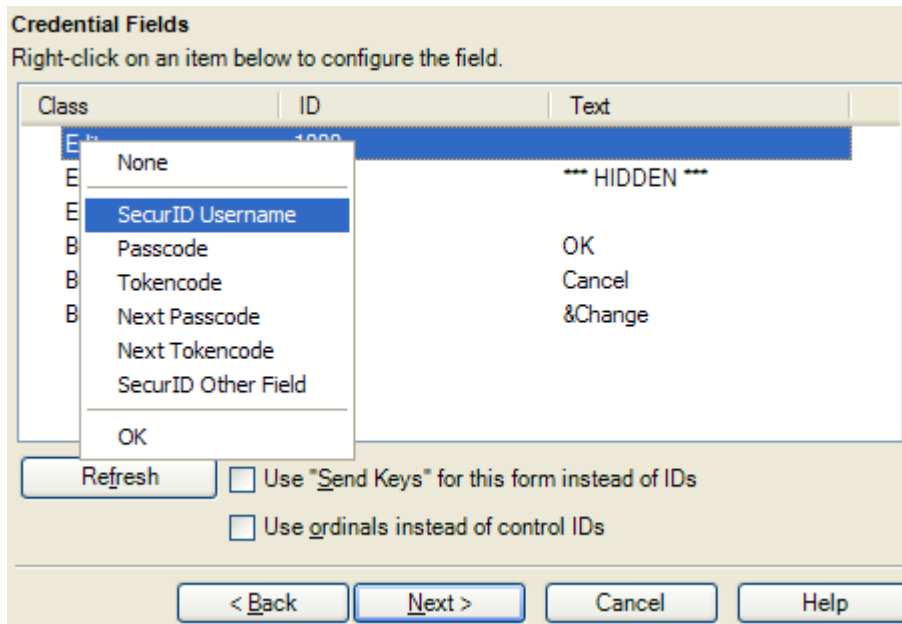 Credential Fields
Right-click on an item below to configure the field.
Class ID Text
None
*** HIDDEN ***
SecurID Username
Passcode OK
Tokencode Cancel
Next Passcode &Change
Next Tokencode
SecurID Other Field
OK
Refresh Use "Send Keys" for this form instead of IDs
Use ordinals instead of control IDs
< Back Next > Cancel Help